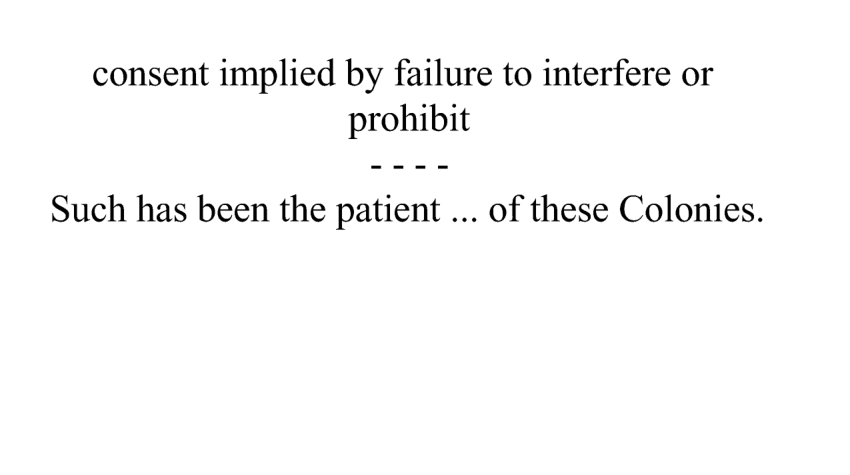 consent implied by failure to interfere or
prohibit
- - - -
Such has been the patient ... of these Colonies.